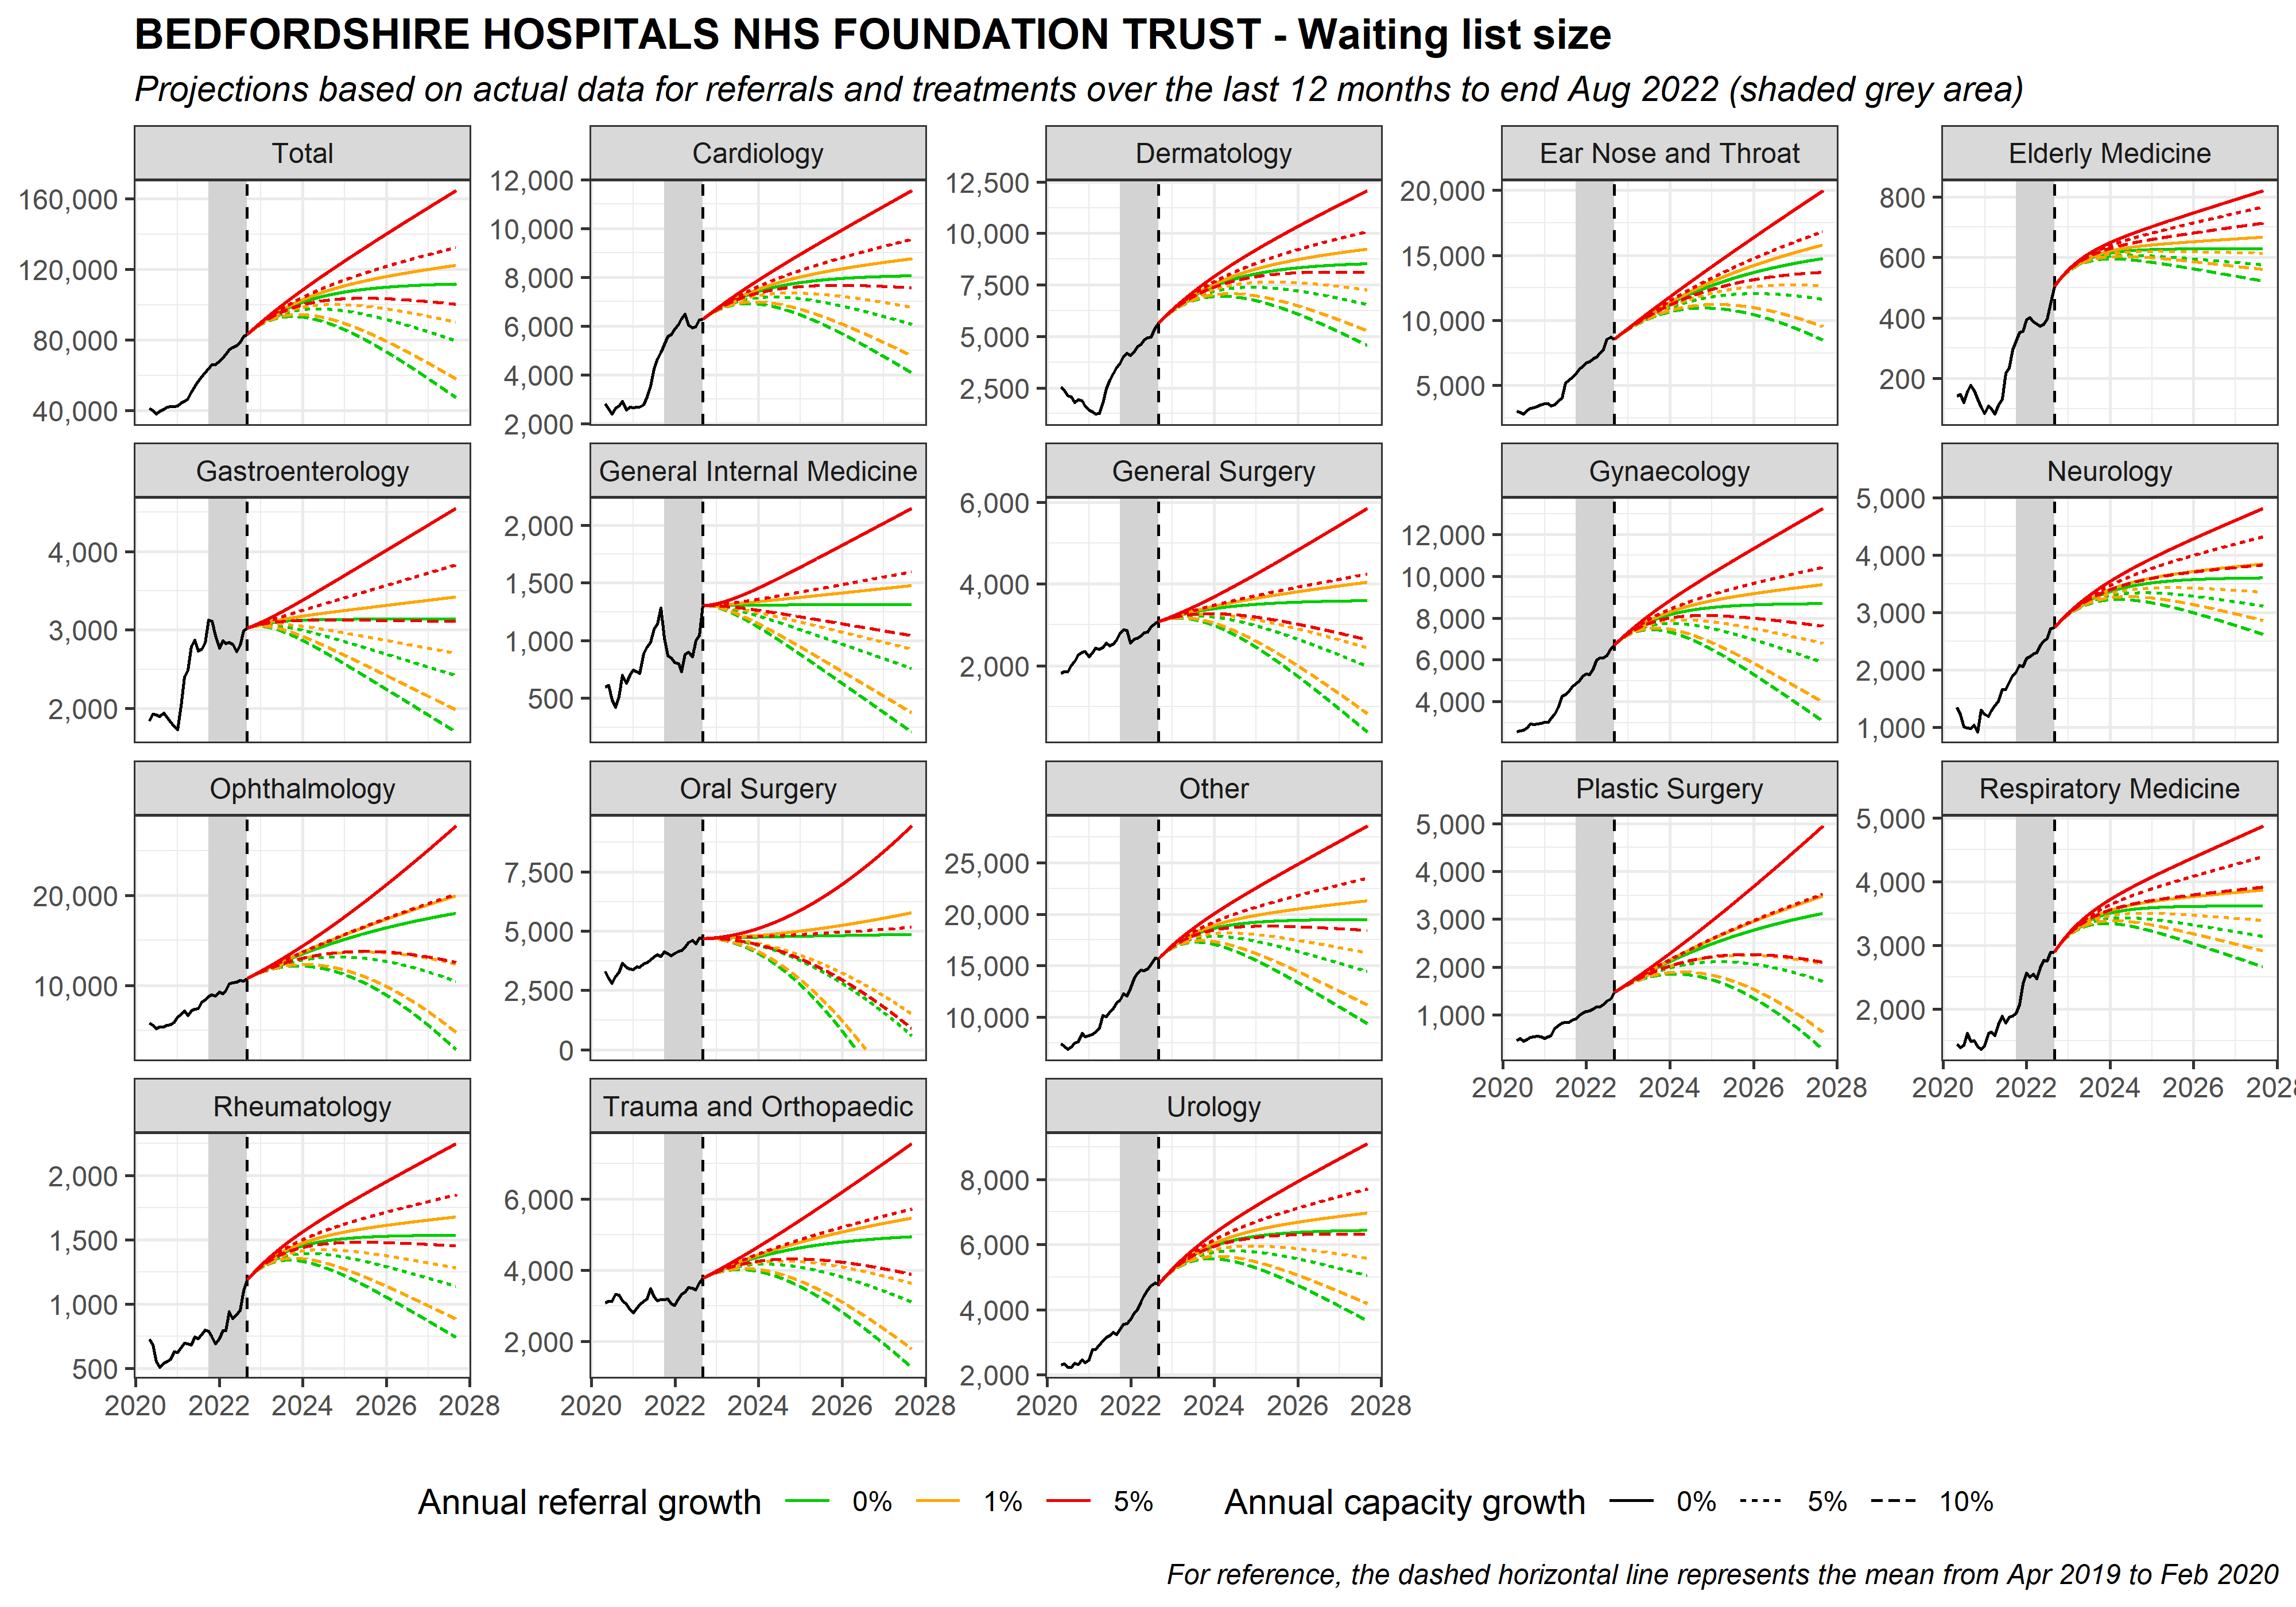 BEDFORDSHIRE HOSPITALS NHS FOUNDATION TRUST - Waiting list size
Projections based on actual data for referrals and treatments over the last 12 months to end Aug 2022 (shaded grey area)
Total
160,000
120,000
80,000
40,000
Cardiology
12,000
10,000
8,000
6,000
4,000
2,000
Dermatology
12,500
10,000
7,500
5,000
2,500
Ear Nose and Throat
20,000
15,000
10,000
5,000
Elderly Medicine
800
600
400
200
Gastroenterology
4,000
3,000
2,000
General Internal Medicine
2,000
1,500
1,000
500
General Surgery
6,000
4,000
2,000
Gynaecology
12,000
10,000
8,000
6,000
4,000
Neurology
5,000
4,000
3,000
2,000
1,000
Ophthalmology
20,000
10,000
Oral Surgery
7,500
5,000
2,500
0
Other
25,000
20,000
15,000
10,000
Plastic Surgery
5,000
4,000
3,000
2,000
1,000
2020 2022 2024 2026 2028
Respiratory Medicine
5,000
4,000
3,000
2,000
2020 2022 2024 2026 202
Rheumatology
2,000
1,500
1,000
500
2020 2022 2024 2026 2028
Trauma and Orthopaedic
6,000
4,000
2,000
2020 2022 2024 2026 2028
Urology
8,000
6,000
4,000
2,000
2020 2022 2024 2026 2028
Annual referral growth 0% 1% 5% Annual capacity growth 0% 5% 10%
For reference, the dashed horizontal line represents the mean from Apr 2019 to Feb 2020